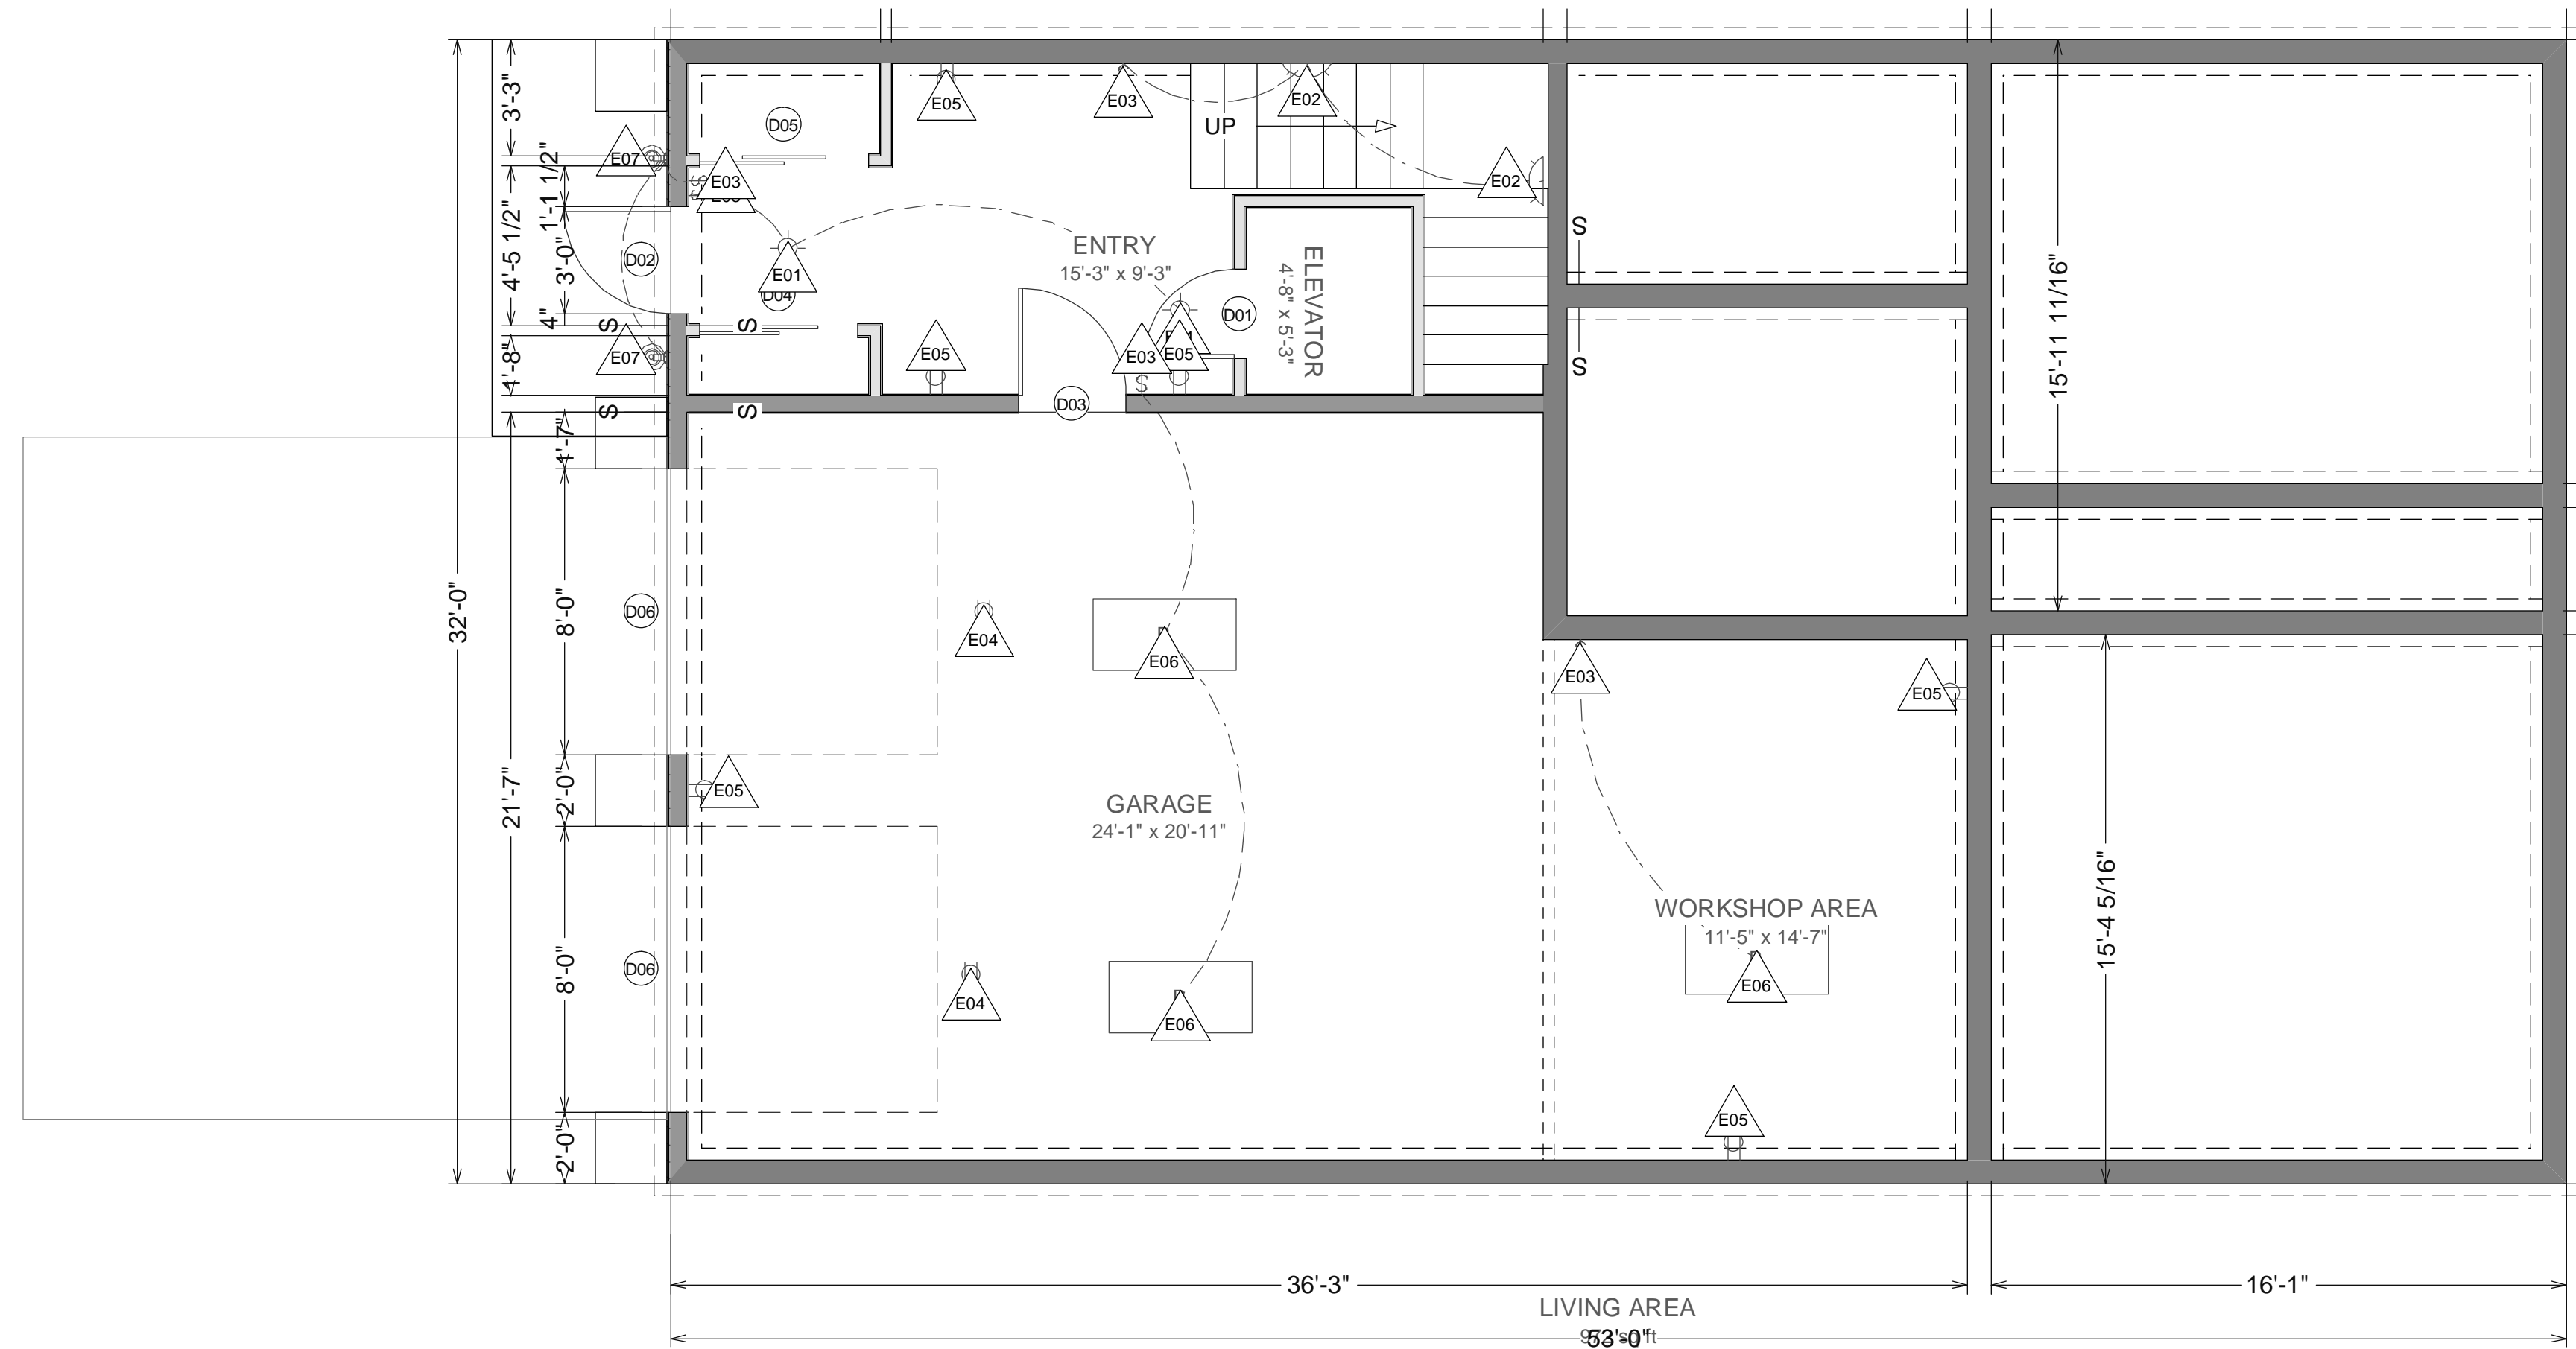 3'-3"
D05
E05
E03
E02
UP
E07
1'-1 1/2"
E03
E02
4'-5 1/2"
S
D02
3'-0"
E01
D04
ENTRY
15'-3" x 9'-3"
ELEVATOR
4'-8" x 5'-3"
D01
15'-11 11/16"
4"
S
S
E07
E05
E03
E05
S
S
1'-8"
S
S
D03
1'-7"
32'-0"
21'-7"
8'-0"
D06
E04
E06
E03
E05
2'-0"
E05
GARAGE
24'-1" x 20'-11"
WORKSHOP AREA
11'-5" x 14'-7"
15'-4 5/16"
8'-0"
D06
E04
E06
E06
E05
2'-0"
36'-3"
16'-1"
LIVING AREA
53'-0"